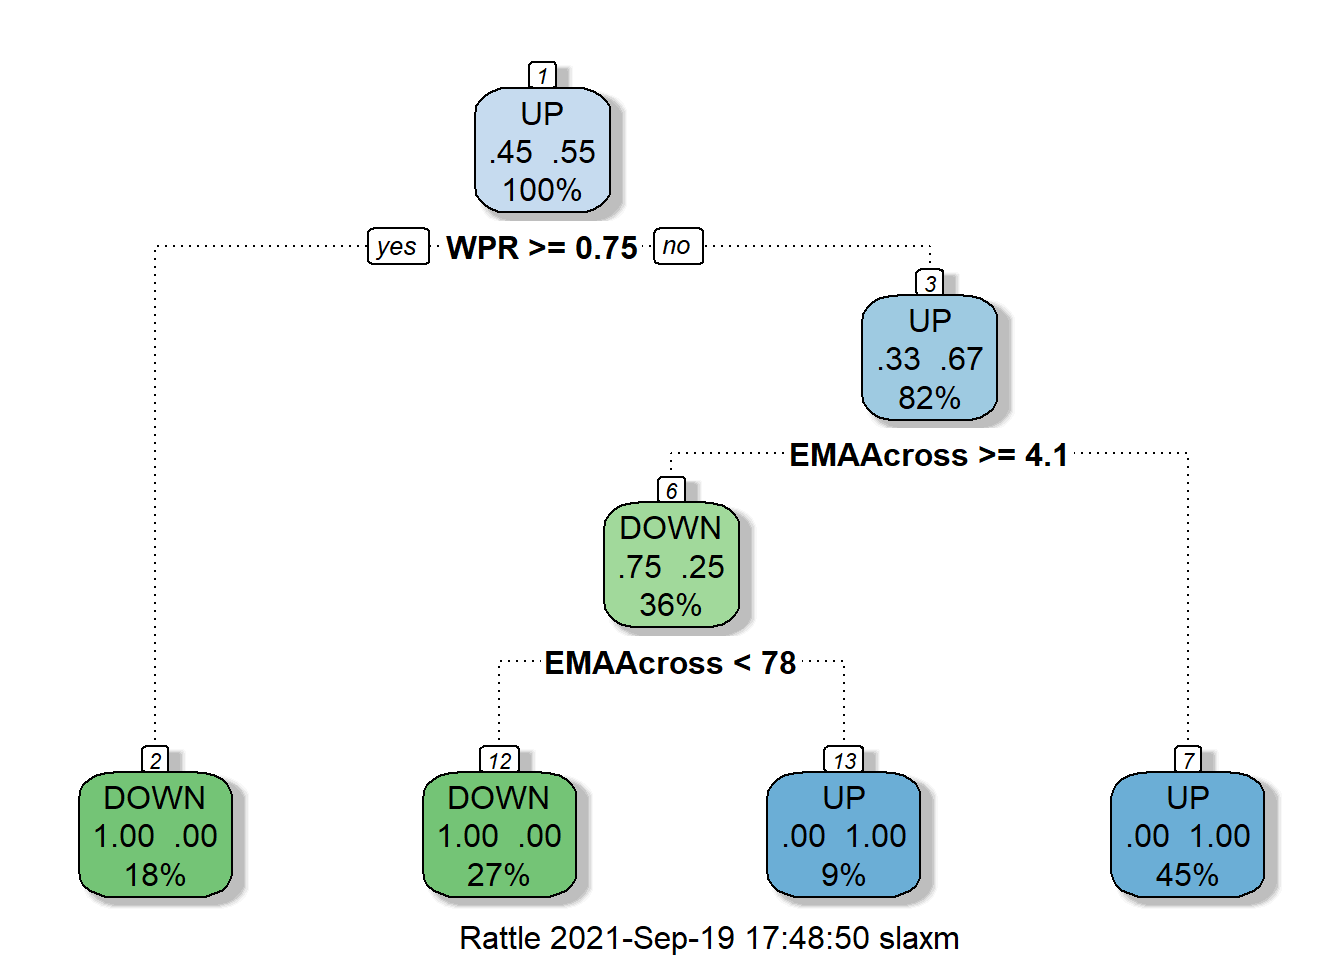 1
UP
.45 .55
100%
yes WPR >= 0.75 no
3
UP
.33 .67
82%
EMAAcross >= 4.1
6
DOWN
.75 .25
36%
EMAAcross < 78
2
DOWN
1.00 .00
18%
12
DOWN
1.00 .00
27%
13
UP
.00 1.00
9%
7
UP
.00 1.00
45%
Rattle 2021-Sep-19 17:48:50 slaxm